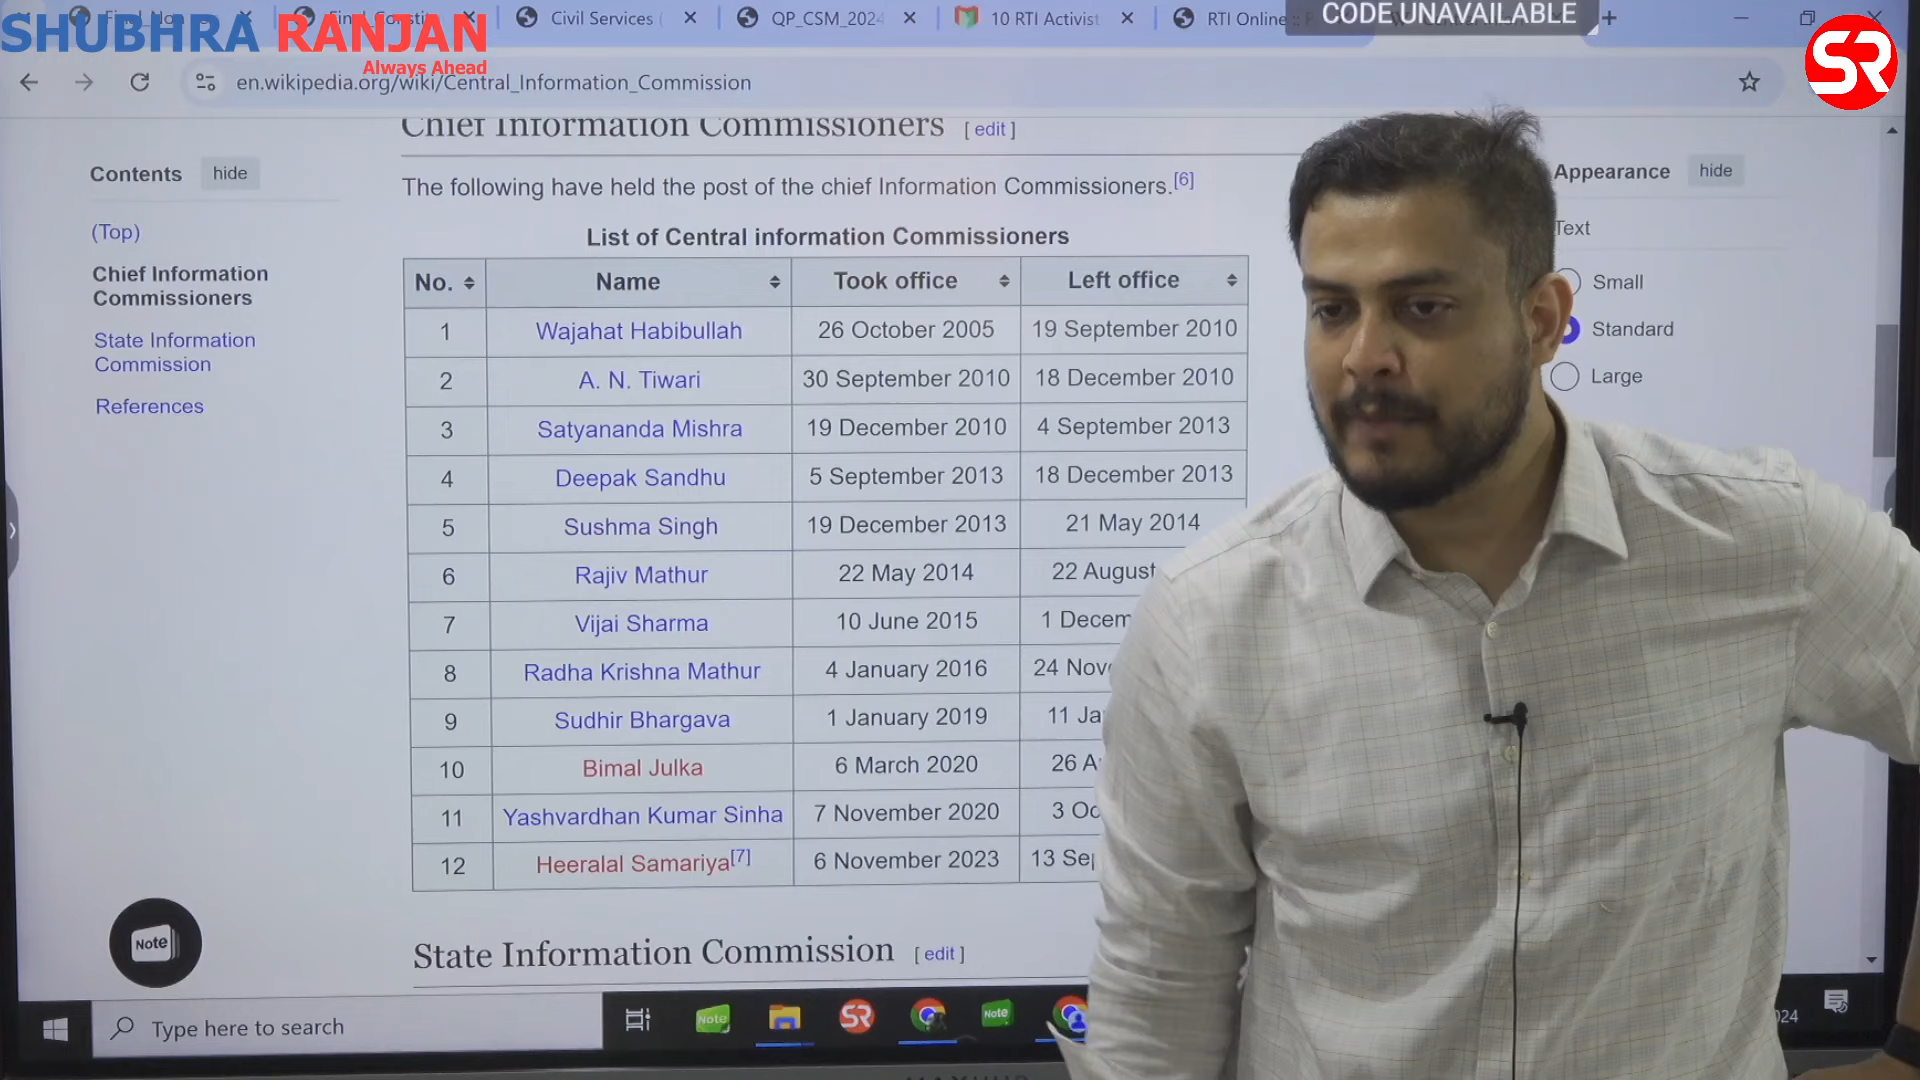 Civil Services (
QP_CSM_2024
10 RTI Activist
RTI Online ::
CODE UNAVAILABLE
SHUBHRA RANJAN
Always Ahead
SR
en.wikipedia.org/wiki/Central_Information_Commission
Contents
hide
(Top)
Chief Information
Commissioners
State Information
Commission
References
Chief Information Commissioners [ edit ]
The following have held the post of the chief Information Commissioners.[6]
List of Central information Commissioners
No. Name Took office Left office
1 Wajahat Habibullah 26 October 2005 19 September 2010
2 A. N. Tiwari 30 September 2010 18 December 2010
3 Satyananda Mishra 19 December 2010 4 September 2013
4 Deepak Sandhu 5 September 2013 18 December 2013
5 Sushma Singh 19 December 2013 21 May 2014
6 Rajiv Mathur 22 May 2014 22 August
7 Vijai Sharma 10 June 2015 1 Decem
8 Radha Krishna Mathur 4 January 2016 24 Nov
9 Sudhir Bhargava 1 January 2019 11 Ja
10 Bimal Julka 6 March 2020 26 A
11 Yashvardhan Kumar Sinha 7 November 2020 3 Oc
12 Heeralal Samariya[7] 6 November 2023 13 Sep
State Information Commission [ edit ]
Appearance
hide
Text
Small
Standard
Large
Note
Type here to search
Note
SR
Note
024